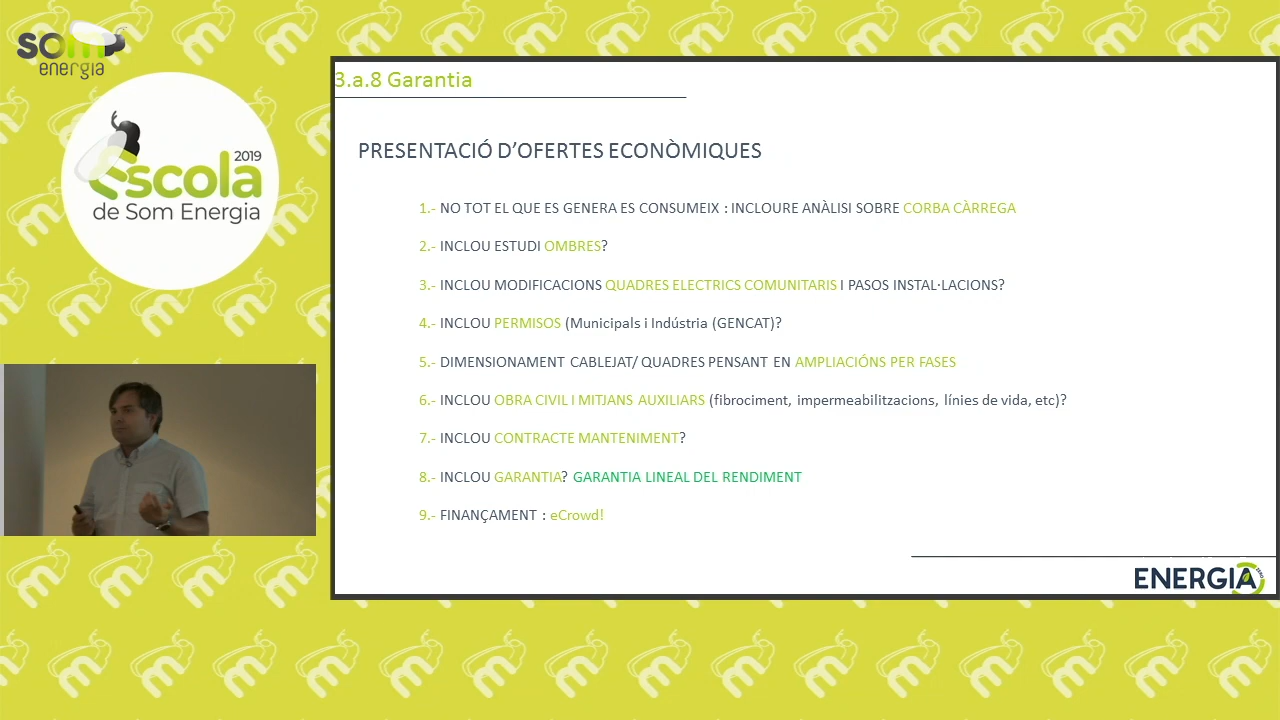 som
energia
2019
Escola
de Som Energia
3.a.8 Garantia
PRESENTACIÓ D'OFERTES ECONÒMIQUES
1.- NO TOT EL QUE ES GENERA ES CONSUMEIX : INCLOURE ANÀLISI SOBRE CORBA CÀRREGA
2.- INCLOU ESTUDI OMBRES?
3.- INCLOU MODIFICACIONS QUADRES ELECTRICS COMUNITARIS I PASOS INSTAL·LACIONS?
4.- INCLOU PERMISOS (Municipals i Indústria (GENCAT)?
5.- DIMENSIONAMENT CABLEJAT/ QUADRES PENSANT EN AMPLIACIÓNS PER FASES
6.- INCLOU OBRA CIVIL I MITJANS AUXILIARS (fibrociment, impermeabilitzacions, línies de vida, etc)?
7.- INCLOU CONTRACTE MANTENIMENT?
8.- INCLOU GARANTIA? GARANTIA LINEAL DEL RENDIMENT
9.- FINANÇAMENT : eCrowd!
ENERGIA